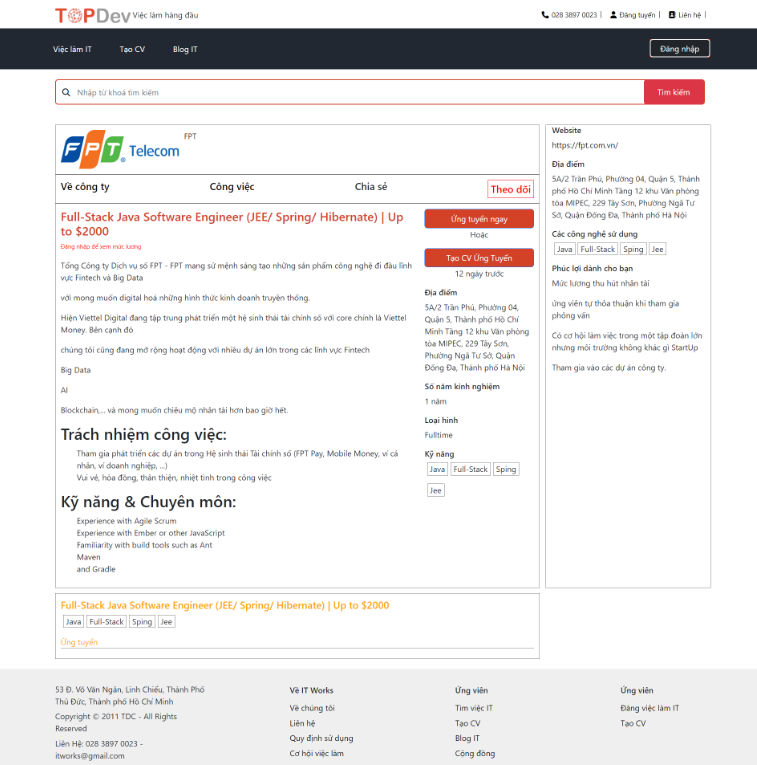 TOPDev Việc làm hàng đầu
028 3897 0023 | Đăng tuyển | Liên hệ |
Việc làm IT Tạo CV Blog IT Đăng nhập
Nhập từ khoá tìm kiếm Tìm kiếm
FPT Telecom FPT
Về công ty Công việc Chia sẻ Theo dõi
Full-Stack Java Software Engineer (JEE/ Spring/ Hibernate) | Up
to $2000
Đăng nhập để xem mức lương
Tổng Công ty Dịch vụ số FPT - FPT mang sứ mệnh sáng tạo những sản phẩm công nghệ đi đầu lĩnh
vực Fintech và Big Data
với mong muốn digital hoá những hình thức kinh doanh truyền thống.
Hiện Viettel Digital đang tập trung phát triển một hệ sinh thái tài chính số với core chính là Viettel
Money. Bên cạnh đó
chúng tôi cũng đang mở rộng hoạt động với nhiều dự án lớn trong các lĩnh vực Fintech
Big Data
AI
Blockchain,... và mong muốn chiêu mộ nhân tài hơn bao giờ hết.
Trách nhiệm công việc:
Tham gia phát triển các dự án trong Hệ sinh thái Tài chính số (FPT Pay, Mobile Money, ví cá
nhân, ví doanh nghiệp, ...)
Vui vẻ, hòa đồng, thân thiện, nhiệt tình trong công việc
Kỹ năng & Chuyên môn:
Experience with Agile Scrum
Experience with Ember or other JavaScript
Familiarity with build tools such as Ant
Maven
and Gradle
Ứng tuyển ngay
Hoặc
Tạo CV Ứng Tuyển
12 ngày trước
Địa điểm
5A/2 Trần Phú, Phường 04,
Quận 5, Thành phố Hồ Chí
Minh Tầng 12 khu Văn phòng
tòa MIPEC, 229 Tây Sơn,
Phường Ngã Tư Sở, Quận
Đống Đa, Thành phố Hà Nội
Số năm kinh nghiệm
1 năm
Loại hình
Fulltime
Kỹ năng
Java Full-Stack Sping
Jee
Website
https://fpt.com.vn/
Địa điểm
5A/2 Trần Phú, Phường 04, Quận 5, Thành
phố Hồ Chí Minh Tầng 12 khu Văn phòng
tòa MIPEC, 229 Tây Sơn, Phường Ngã Tư
Sở, Quận Đống Đa, Thành phố Hà Nội
Các công nghệ sử dụng
Java Full-Stack Sping Jee
Phúc lợi dành cho bạn
Mức lương thu hút nhân tài
ứng viên tự thỏa thuận khi tham gia
phỏng vấn
Có cơ hội làm việc trong một tập đoàn lớn
nhưng môi trường không khác gì StartUp
Tham gia vào các dự án công ty.
Full-Stack Java Software Engineer (JEE/ Spring/ Hibernate) | Up to $2000
Java Full-Stack Sping Jee
Ứng tuyển
53 Đ. Võ Văn Ngân, Linh Chiểu, Thành Phố
Thủ Đức, Thành phố Hồ Chí Minh
Copyright © 2011 TDC - All Rights
Reserved
Liên Hệ: 028 3897 0023 -
itworks@gmail.com
Về IT Works
Về chúng tôi
Liên hệ
Quy định sử dụng
Cơ hội việc làm
Ứng viên
Tìm việc IT
Tạo CV
Blog IT
Cộng đồng
Ứng viên
Đăng việc làm IT
Tạo CV